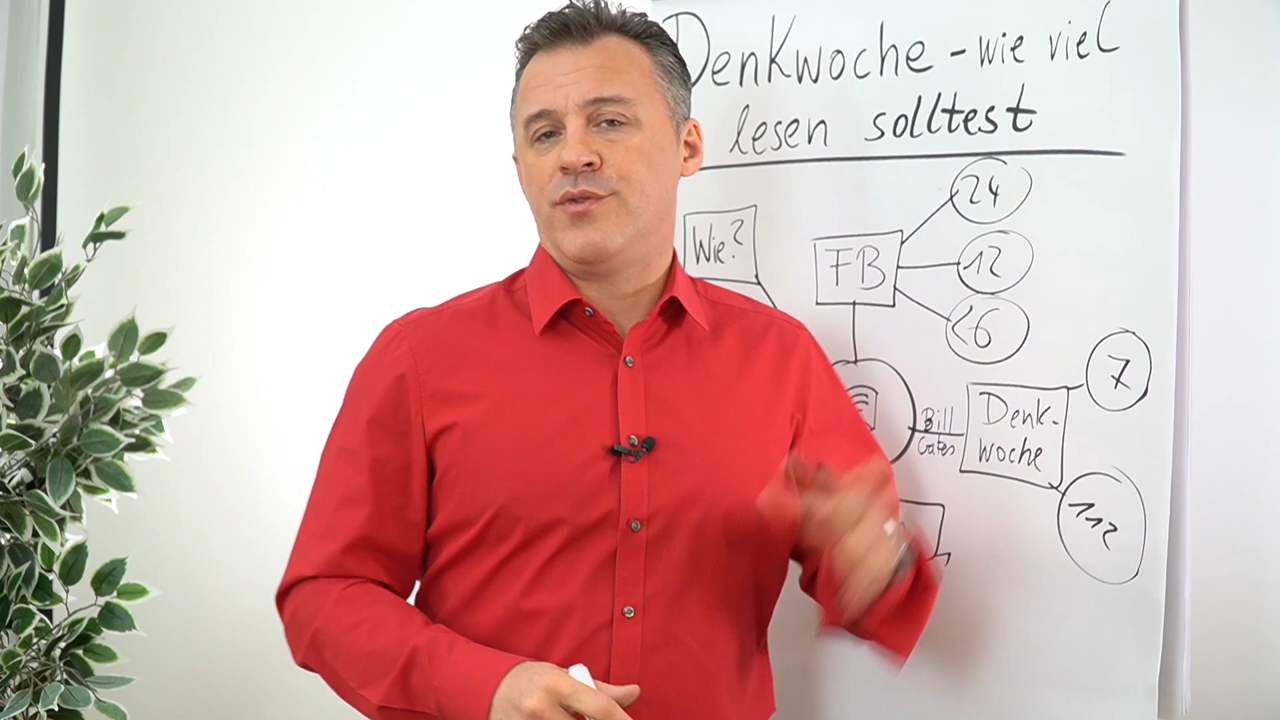 Denkwoche - wie viel
lesen solltest
24
Wie?
FB
12
<6
7
Bill
Gates
Denk-
woche
112